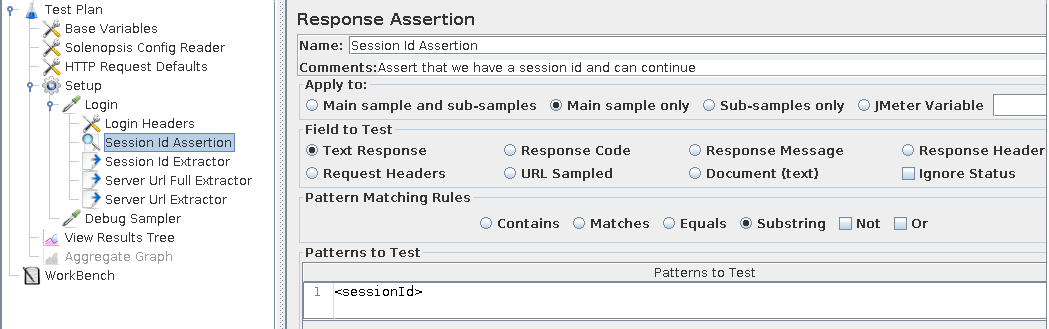 Test Plan
Base Variables
Solenopsis Config Reader
HTTP Request Defaults
Setup
Login
Login Headers
Session Id Assertion
Session Id Extractor
Server Url Full Extractor
Server Url Extractor
Debug Sampler
View Results Tree
Aggregate Graph
WorkBench
Response Assertion
Name: Session Id Assertion
Comments: Assert that we have a session id and can continue
Apply to:
Main sample and sub-samples Main sample only Sub-samples only JMeter Variable
Field to Test
Text Response Response Code Response Message Response Header
Request Headers URL Sampled Document (text) Ignore Status
Pattern Matching Rules
Contains Matches Equals Substring Not Or
Patterns to Test
Patterns to Test
1 <sessionId>